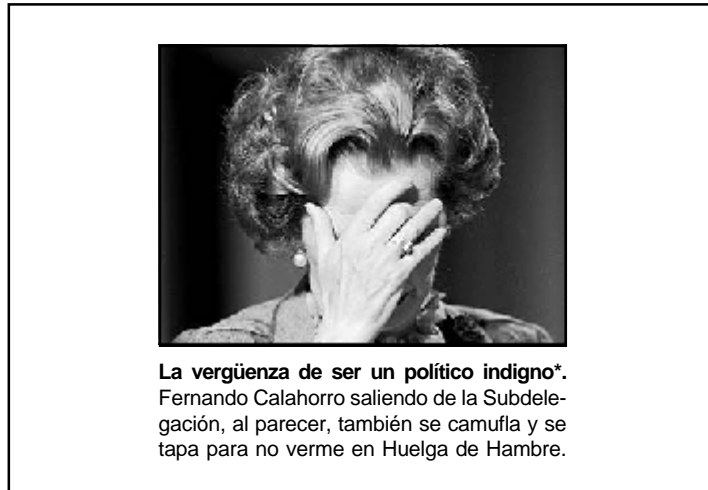 La vergüenza de ser un político indigno*.
Fernando Calahorro saliendo de la Subdele-
gación, al parecer, también se camufla y se
tapa para no verme en Huelga de Hambre.